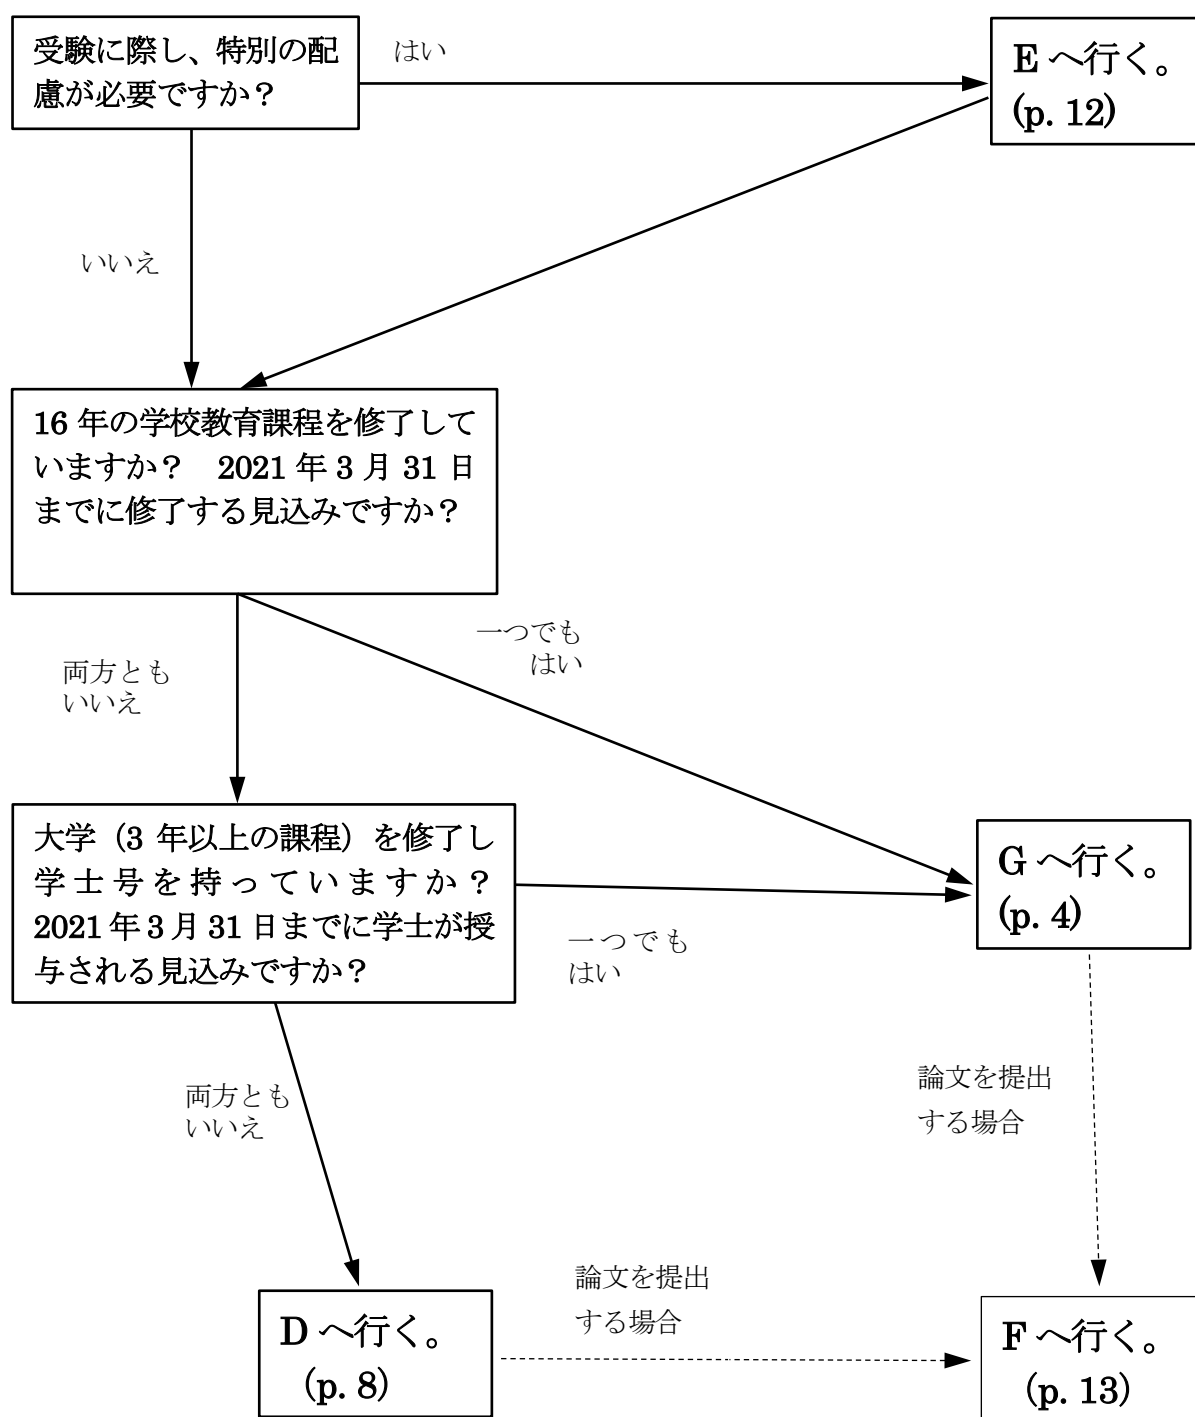 受験に際し、特別の配
慮が必要ですか？
はい
E へ行く。
(p. 12)
いいえ
16 年の学校教育課程を修了して
いますか？　2021 年 3 月 31 日
までに修了する見込みですか？
一つでも
はい
両方とも
いいえ
大学（3 年以上の課程）を修了し
学士号を持っていますか？
2021 年 3 月 31 日までに学士が授
与される見込みですか？
一つでも
はい
G へ行く。
(p. 4)
両方とも
いいえ
論文を提出
する場合
論文を提出
する場合
D へ行く。
(p. 8)
F へ行く。
(p. 13)